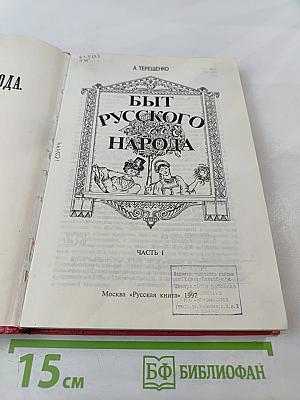 ОДА.
А. ТЕРЕЩЕНКО
БЫТ
РУССКОГО
НАРОДА
ЧАСТЬ I
Москва «Русская книга» 1997
15 см
БФ БИБЛИОФАН